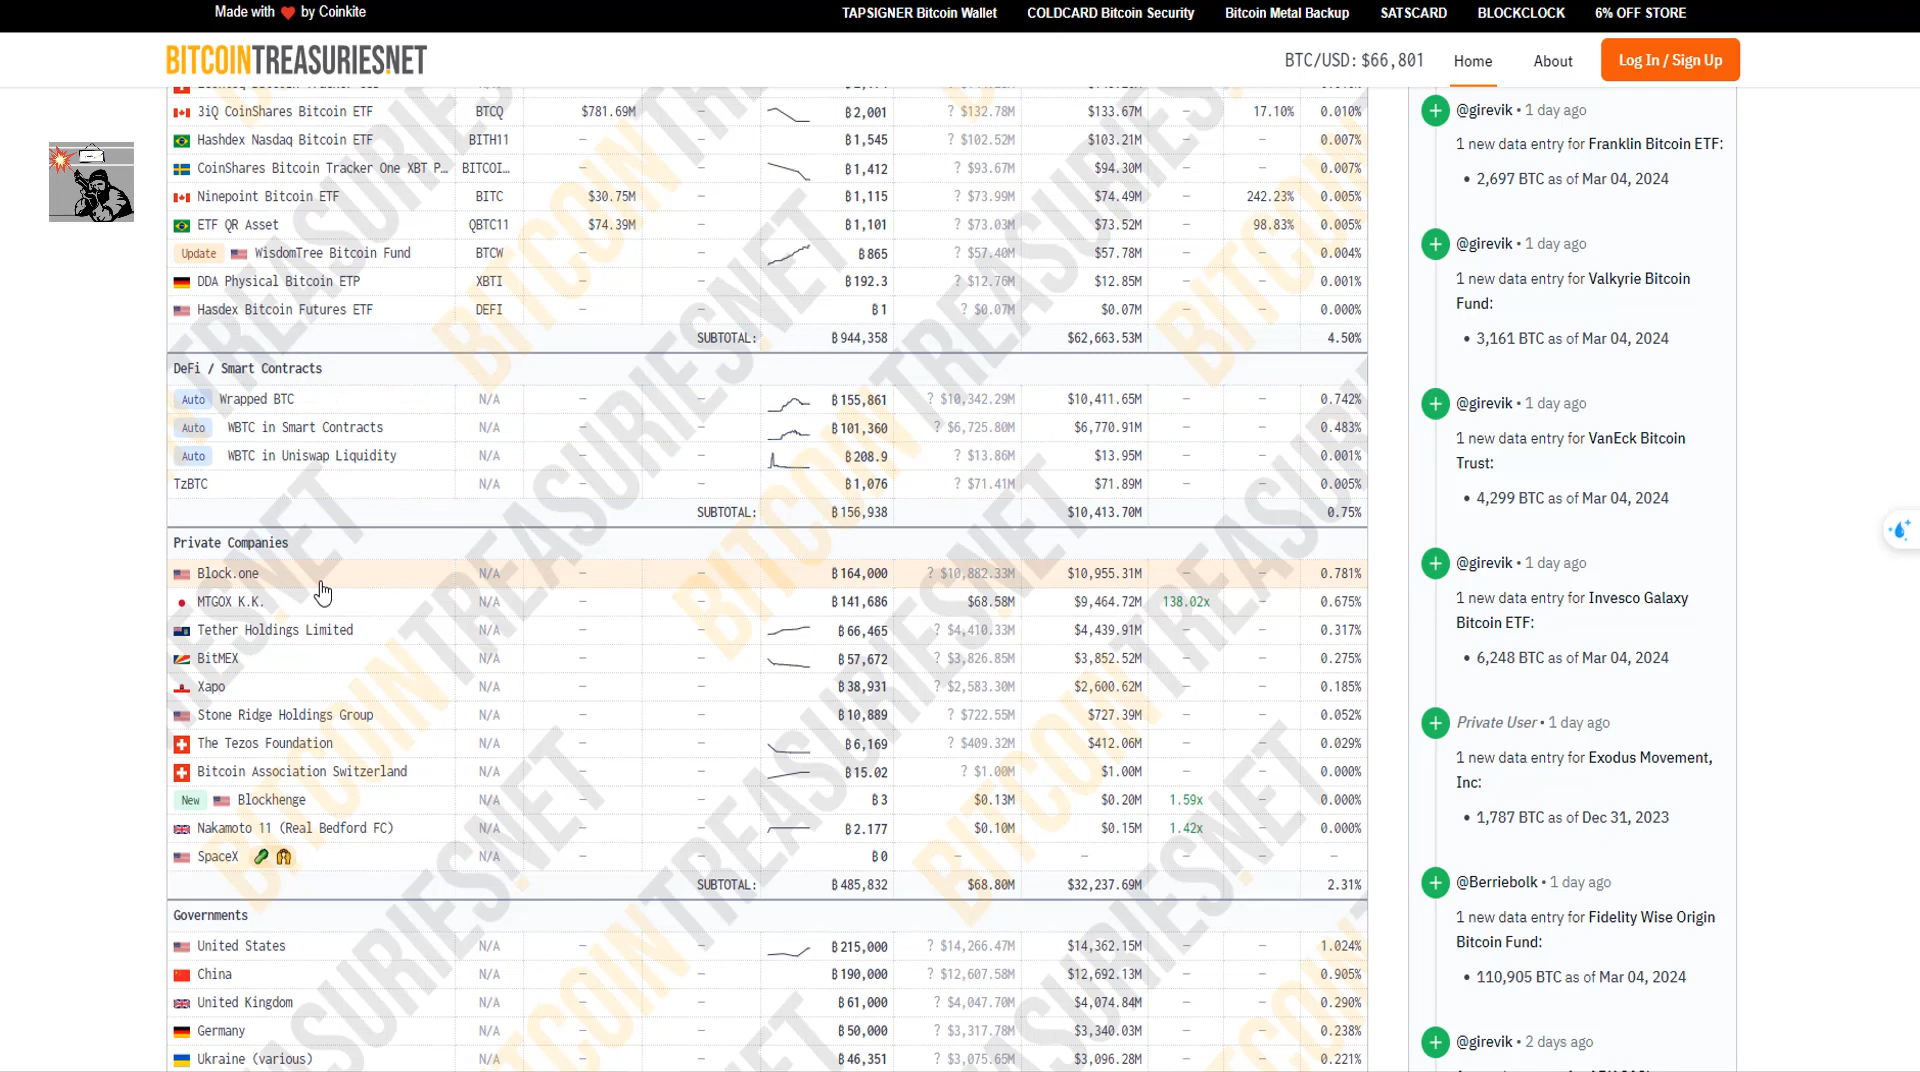 Made with ❤ by Coinkite
TAPSIGNER Bitcoin Wallet COLDCARD Bitcoin Security Bitcoin Metal Backup SATSCARD BLOCKCLOCK 6% OFF STORE
BITCOINTREASURIES.NET
BTC/USD: $66,801 Home About Log In / Sign Up
3iQ CoinShares Bitcoin ETF BTCQ $781.69M – ₿2,001 ? $132.78M $133.67M – 17.10% 0.010%
Hashdex Nasdaq Bitcoin ETF BITH11 – – ₿1,545 ? $102.52M $103.21M – – 0.007%
CoinShares Bitcoin Tracker One XBT P… BITCOI… – – ₿1,412 ? $93.67M $94.30M – – 0.007%
Ninepoint Bitcoin ETF BITC $30.75M – ₿1,115 ? $73.99M $74.49M – 242.23% 0.005%
ETF QR Asset QBTC11 $74.39M – ₿1,101 ? $73.03M $73.52M – 98.83% 0.005%
Update WisdomTree Bitcoin Fund BTCW – – ₿865 ? $57.40M $57.78M – – 0.004%
DDA Physical Bitcoin ETP XBTI – – ₿192.3 ? $12.76M $12.85M – – 0.001%
Hasdex Bitcoin Futures ETF DEFI – – ₿1 ? $0.07M $0.07M – – 0.000%
SUBTOTAL: ₿944,358 $62,663.53M 4.50%
DeFi / Smart Contracts
Auto Wrapped BTC N/A – – ₿155,861 ? $10,342.29M $10,411.65M – – 0.742%
Auto WBTC in Smart Contracts N/A – – ₿101,360 ? $6,725.80M $6,770.91M – – 0.483%
Auto WBTC in Uniswap Liquidity N/A – – ₿208.9 ? $13.86M $13.95M – – 0.001%
TzBTC N/A – – ₿1,076 ? $71.41M $71.89M – – 0.005%
SUBTOTAL: ₿156,938 $10,413.70M 0.75%
Private Companies
Block.one N/A – – ₿164,000 ? $10,882.33M $10,955.31M – – 0.781%
MTGOX K.K. N/A – – ₿141,686 $68.58M $9,464.72M 138.02x – 0.675%
Tether Holdings Limited N/A – – ₿66,465 ? $4,410.33M $4,439.91M – – 0.317%
BitMEX N/A – – ₿57,672 ? $3,826.85M $3,852.52M – – 0.275%
Xapo N/A – – ₿38,931 ? $2,583.30M $2,600.62M – – 0.185%
Stone Ridge Holdings Group N/A – – ₿10,889 ? $722.55M $727.39M – – 0.052%
The Tezos Foundation N/A – – ₿6,169 ? $409.32M $412.06M – – 0.029%
Bitcoin Association Switzerland N/A – – ₿15.02 ? $1.00M $1.00M – – 0.000%
New Blockhenge N/A – – ₿3 $0.13M $0.20M 1.59x – 0.000%
Nakamoto 11 (Real Bedford FC) N/A – – ₿2.177 $0.10M $0.15M 1.42x – 0.000%
SpaceX N/A – – ₿0 – – – – –
SUBTOTAL: ₿485,832 $68.80M $32,237.69M 2.31%
Governments
United States N/A – – ₿215,000 ? $14,266.47M $14,362.15M – – 1.024%
China N/A – – ₿190,000 ? $12,607.58M $12,692.13M – – 0.905%
United Kingdom N/A – – ₿61,000 ? $4,047.70M $4,074.84M – – 0.290%
Germany N/A – – ₿50,000 ? $3,317.78M $3,340.03M – – 0.238%
Ukraine (various) N/A – – ₿46,351 ? $3,075.65M $3,096.28M – – 0.221%
@girevik • 1 day ago
1 new data entry for Franklin Bitcoin ETF:
• 2,697 BTC as of Mar 04, 2024
@girevik • 1 day ago
1 new data entry for Valkyrie Bitcoin
Fund:
• 3,161 BTC as of Mar 04, 2024
@girevik • 1 day ago
1 new data entry for VanEck Bitcoin
Trust:
• 4,299 BTC as of Mar 04, 2024
@girevik • 1 day ago
1 new data entry for Invesco Galaxy
Bitcoin ETF:
• 6,248 BTC as of Mar 04, 2024
Private User • 1 day ago
1 new data entry for Exodus Movement,
Inc:
• 1,787 BTC as of Dec 31, 2023
@Berriebolk • 1 day ago
1 new data entry for Fidelity Wise Origin
Bitcoin Fund:
• 110,905 BTC as of Mar 04, 2024
@girevik • 2 days ago